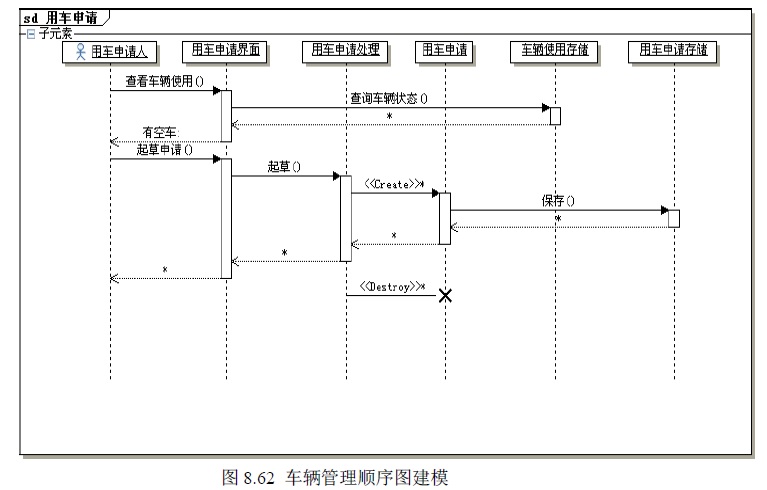 sd 用车申请
子元素
用车申请人
用车申请界面
用车申请处理
用车申请
车辆使用存储
用车申请存储
查看车辆使用()
查询车辆状态()
*
有空车:
起草申请()
起草()
<<Create>>*
保存()
*
*
*
*
<<Destroy>>*
图 8.62 车辆管理顺序图建模